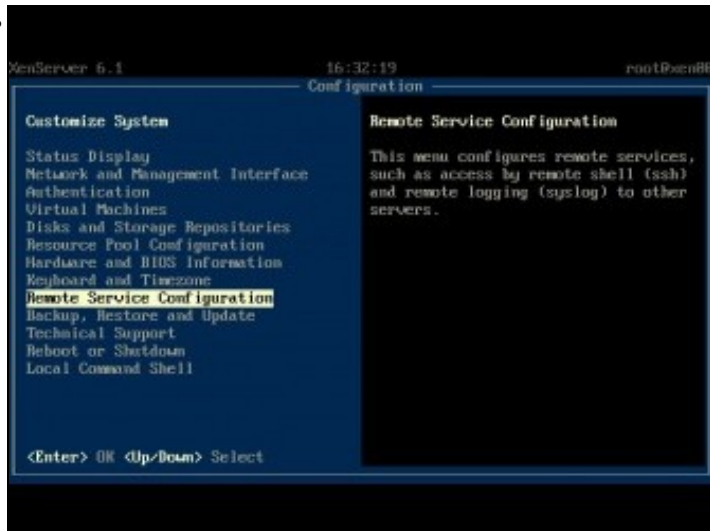 XenServer 6.1 16:32:19 root@xen0
Configuration
Customize System
Status Display
Network and Management Interface
Authentication
Virtual Machines
Disks and Storage Repositories
Resource Pool Configuration
Hardware and BIOS Information
Keyboard and Timezone
Remote Service Configuration
Backup, Restore and Update
Technical Support
Reboot or Shutdown
Local Command Shell
<Enter> OK <Up/Down> Select
Remote Service Configuration
This menu configures remote services,
such as access by remote shell (ssh)
and remote logging (syslog) to other
servers.